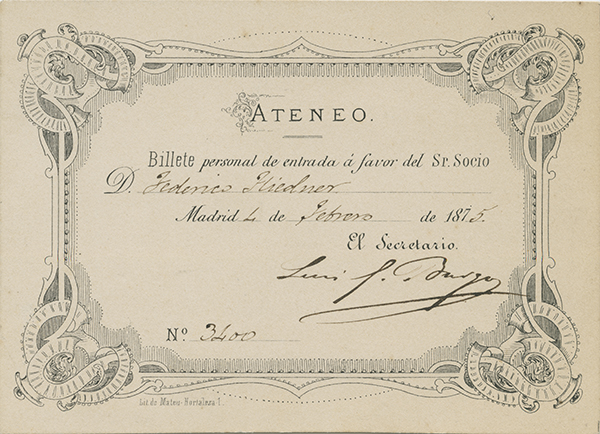 ATENEO.
Billete personal de entrada á favor del Sr. Socio
D. Federico Fliedner
Madrid 4 de Febrero de 1875.
El Secretario.
Luis
Nº 3400
Lit. de Mateu-Hortaleza 1.